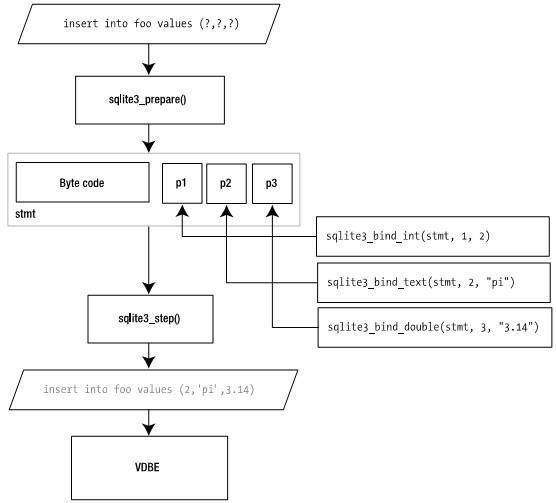 insert into foo values (?,?,?)
sqlite3_prepare()
Byte code
p1
p2
p3
stmt
sqlite3_bind_int(stmt, 1, 2)
sqlite3_bind_text(stmt, 2, "pi")
sqlite3_bind_double(stmt, 3, "3.14")
sqlite3_step()
insert into foo values (2,'pi',3.14)
VDBE